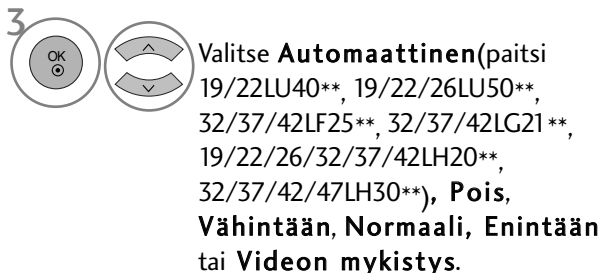 3
OK
Valitse Automaattinen(paitsi
19/22LU40**, 19/22/26LU50**,
32/37/42LF25**, 32/37/42LG21**,
19/22/26/32/37/42LH20**,
32/37/42/47LH30**), Pois,
Vähintään, Normaali, Enintään
tai Videon mykistys.